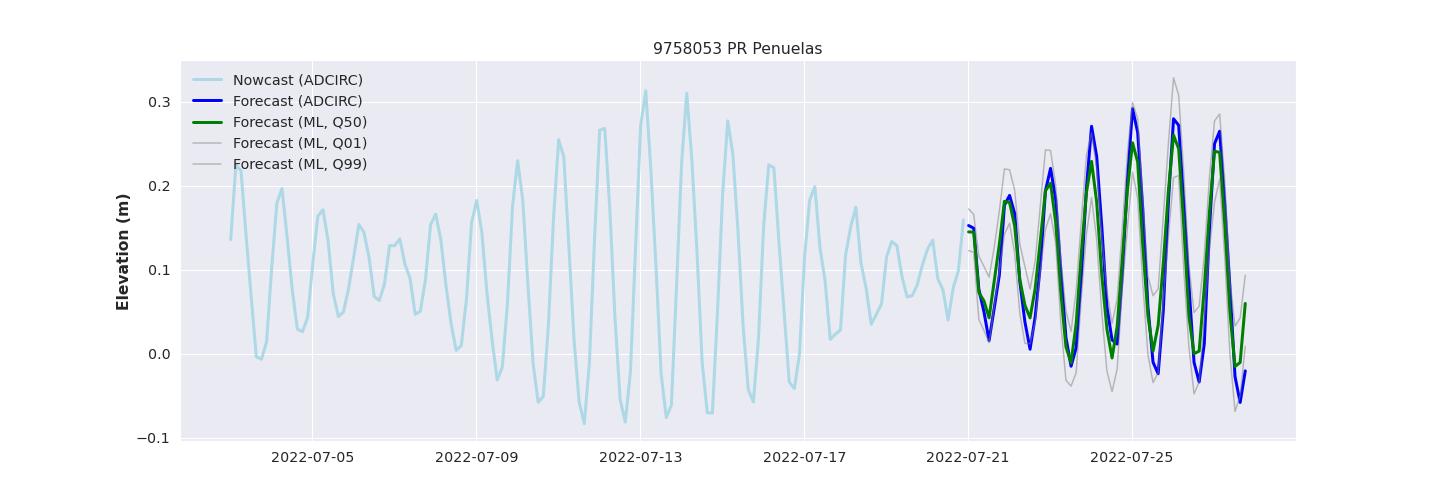 9758053 PR Penuelas
Nowcast (ADCIRC)
Forecast (ADCIRC)
Forecast (ML, Q50)
Forecast (ML, Q01)
Forecast (ML, Q99)
Elevation (m)
0.3
0.2
0.1
0.0
−0.1
2022-07-05 2022-07-09 2022-07-13 2022-07-17 2022-07-21 2022-07-25